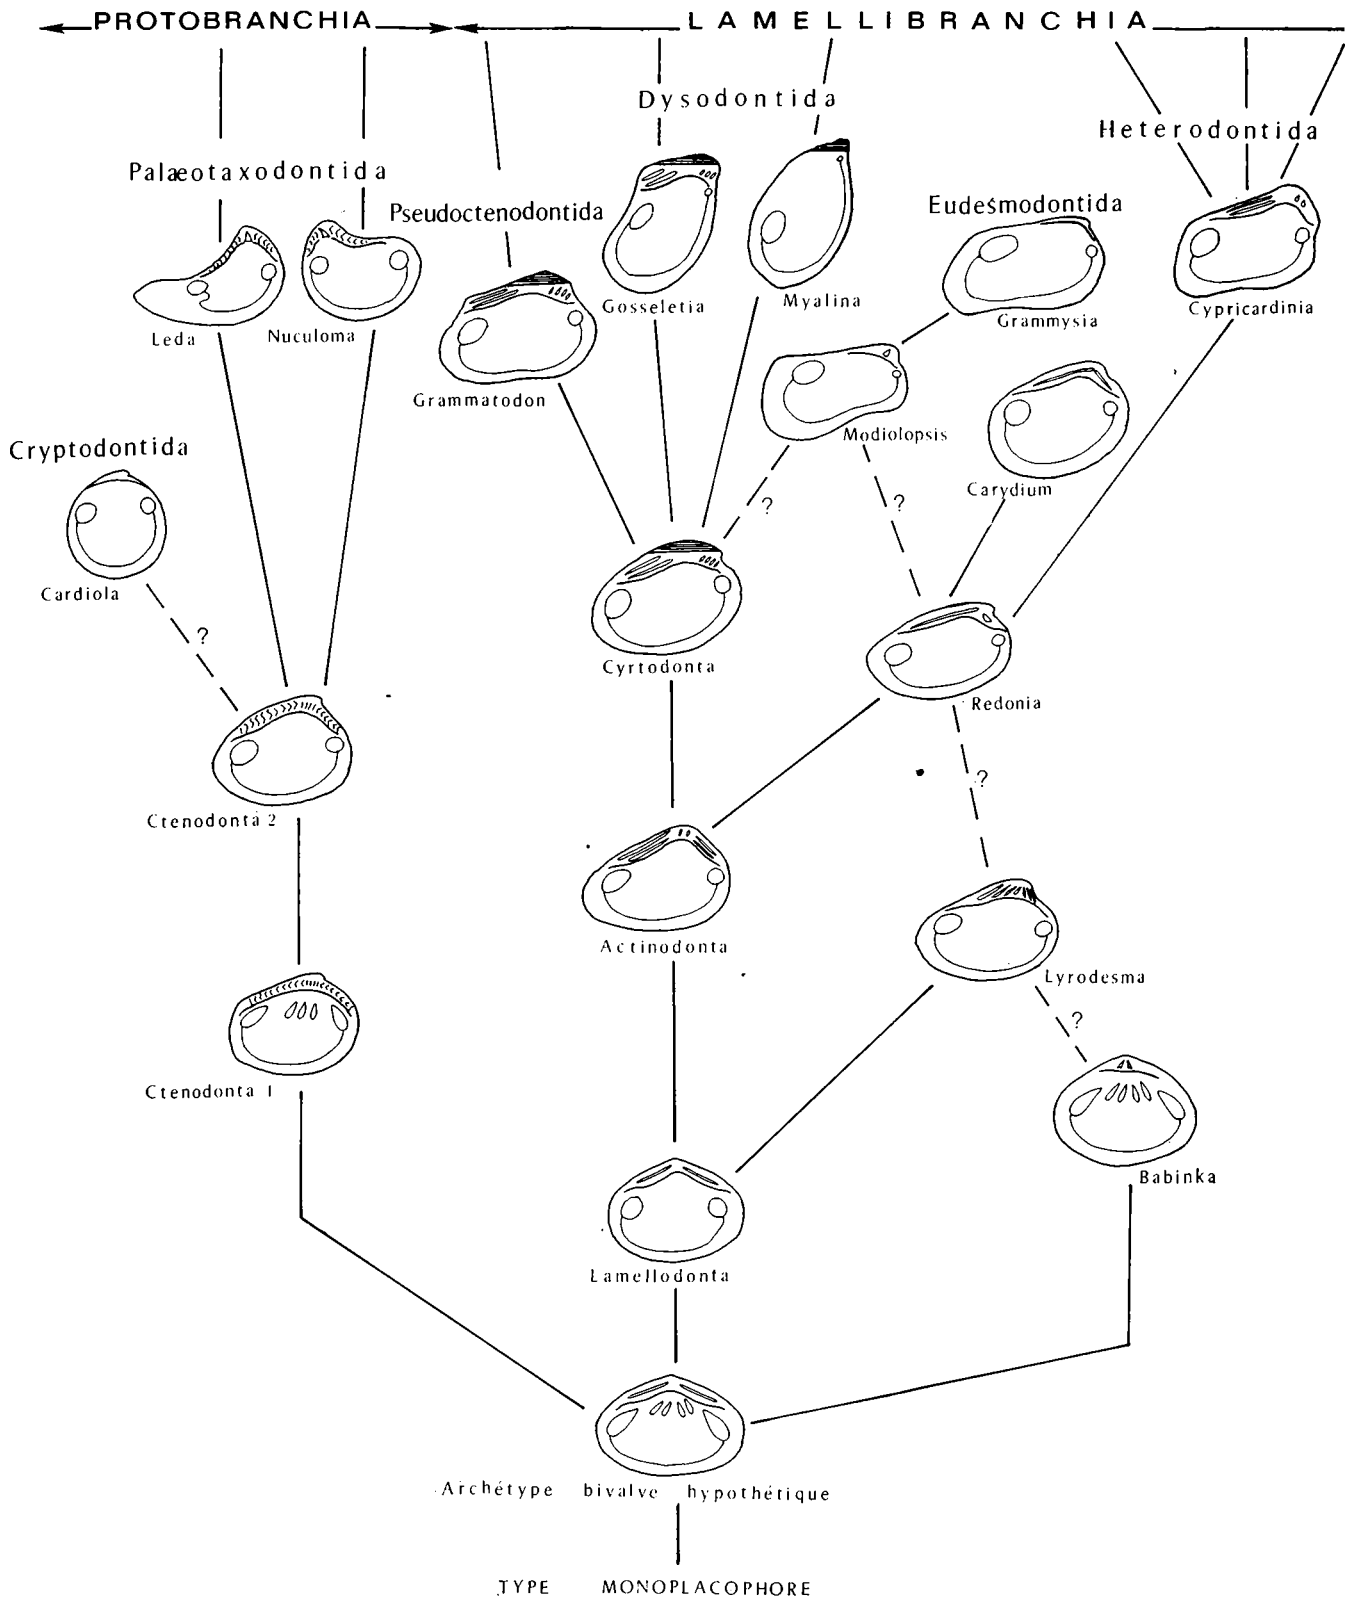 PROTOBRANCHIA
LAMELLIBRANCHIA
Dysodontida
Heterodontida
Palæotaxodontida
Pseudoctenodontida
Eudesmodontida
Leda
Nuculoma
Gosseletia
Myalina
Grammysia
Cypricardinia
Grammatodon
Modiolopsis
Cryptodontida
Carydium
?
?
Cardiola
?
Cyrtodonta
Redonia
?
Ctenodonta 2
Actinodonta
Lyrodesma
?
Ctenodonta 1
Babinka
Lamellodonta
Archétype bivalve hypothétique
TYPE MONOPLACOPHORE